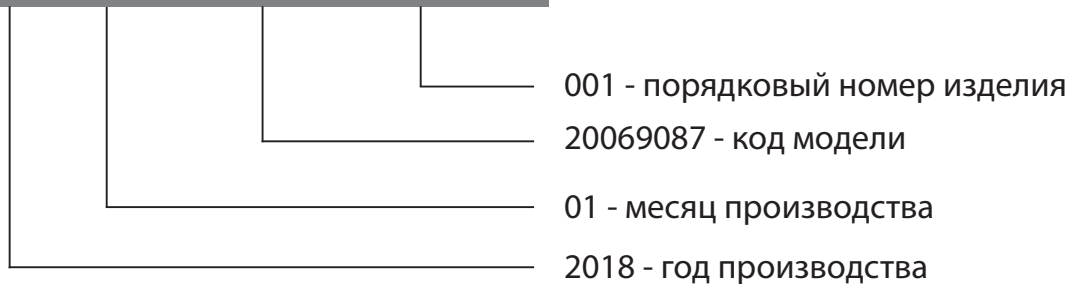 001 - порядковый номер изделия
20069087 - код модели
01 - месяц производства
2018 - год производства